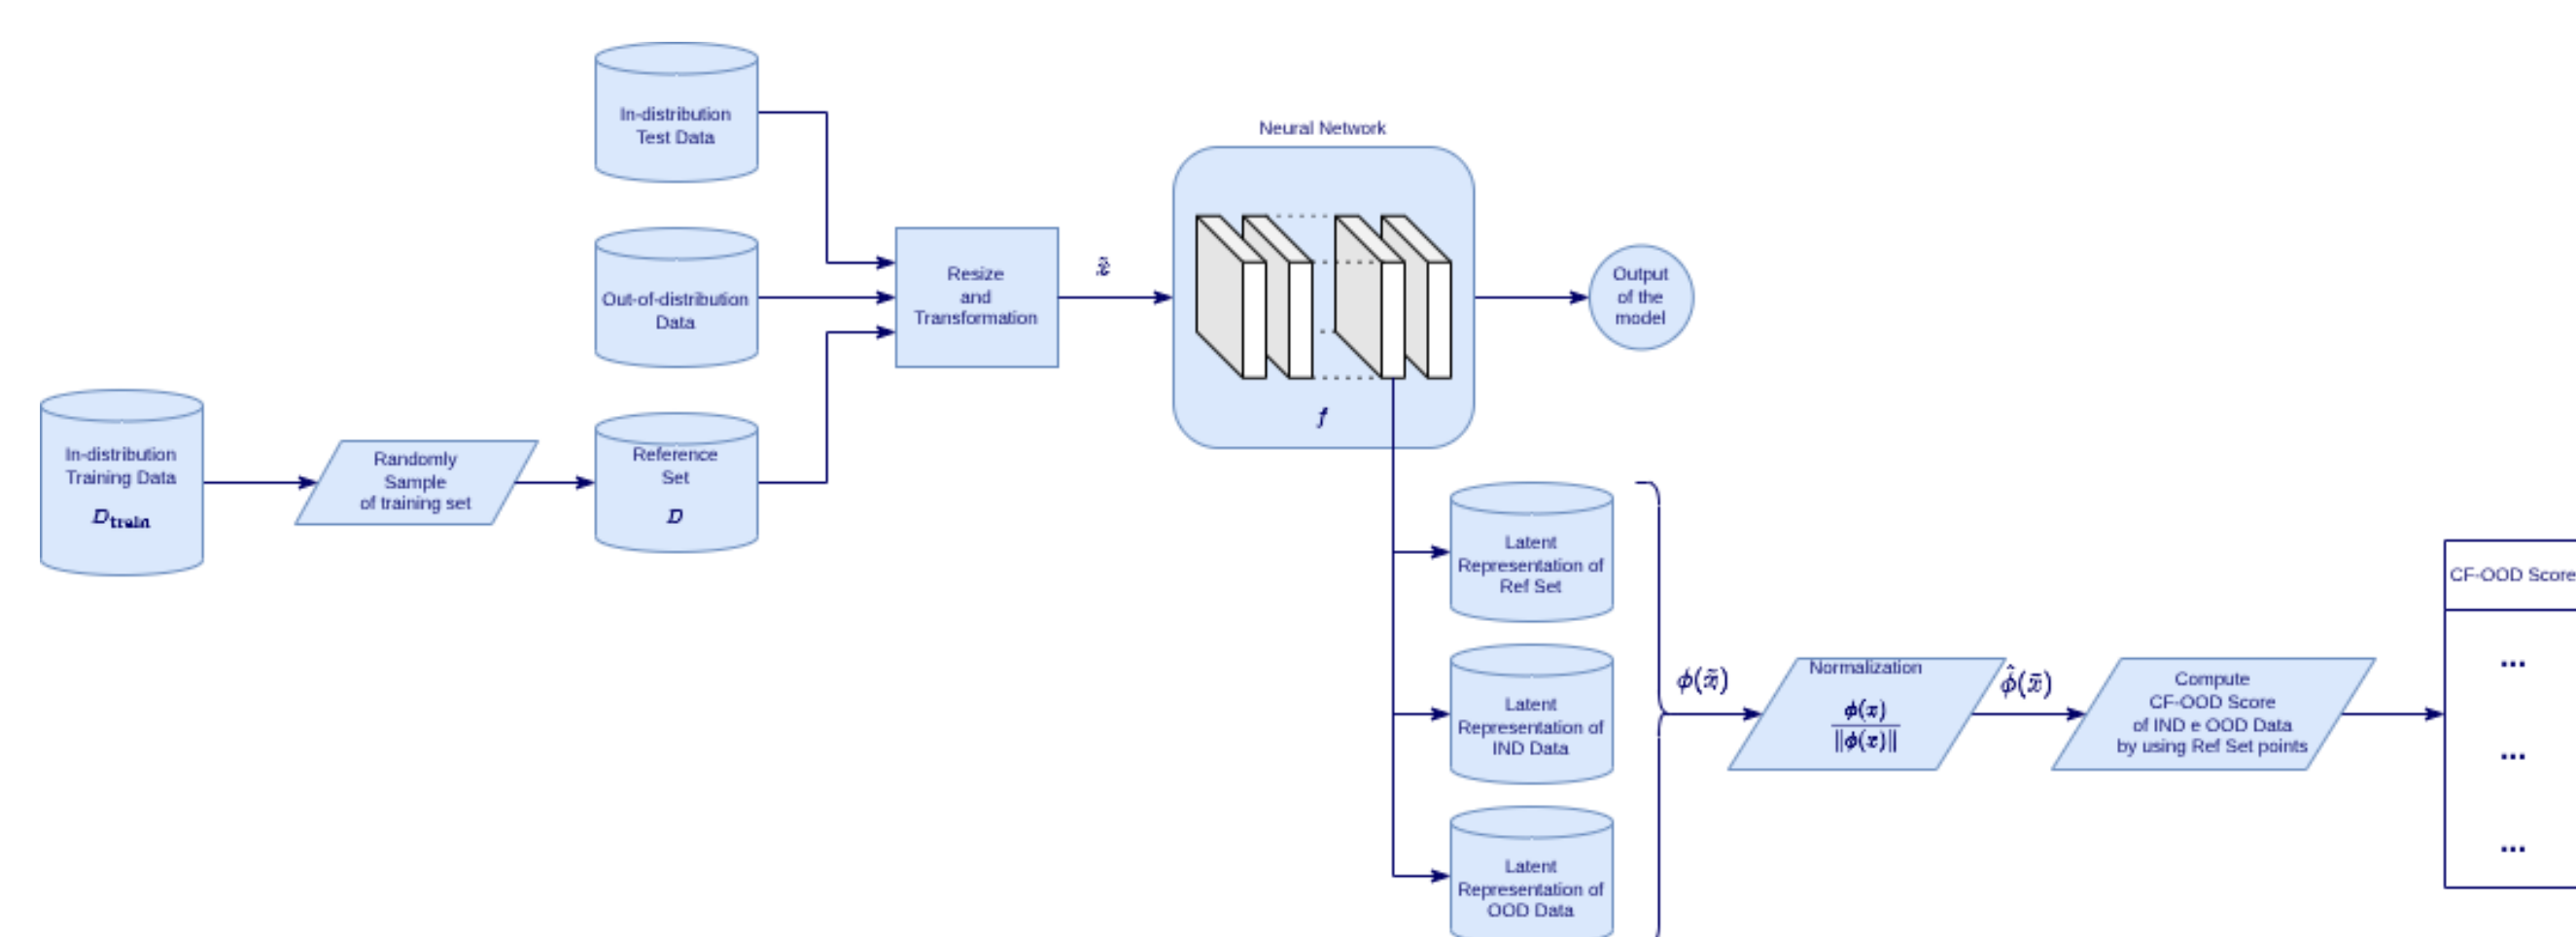 In-distribution
Test Data
Out-of-distribution
Data
In-distribution
Training Data
D_train
Randomly
Sample
of training set
Reference
Set
D
Resize
and
Transformation
x̃
Neural Network
f
Output
of the
model
Latent
Representation of
Ref Set
Latent
Representation of
IND Data
Latent
Representation of
OOD Data
ϕ(x̃)
Normalization
ϕ(x)
‖ϕ(x)‖
ϕ̂(x̃)
Compute
CF-OOD Score
of IND e OOD Data
by using Ref Set points
CF-OOD Score
...
...
...